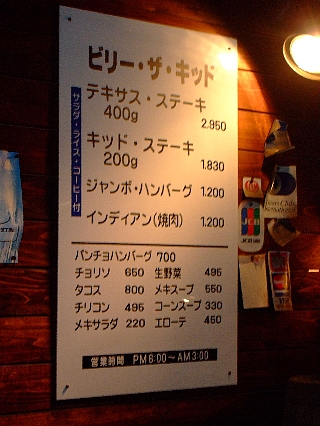 ビリー・ザ・キッド
サラダ・ライス・コーヒー付
テキサス・ステーキ
400g 2.950
キッド・ステーキ
200g 1.830
ジャンボ・ハンバーグ 1.200
インディアン(焼肉) 1.200
パンチョハンバーグ 700
チョリソ 650 生野菜 495
タコス 800 メキスープ 550
チリコン 495 コーンスープ 330
メキサラダ 220 エローテ 450
営業時間 PM6:00〜AM3:00
JCB